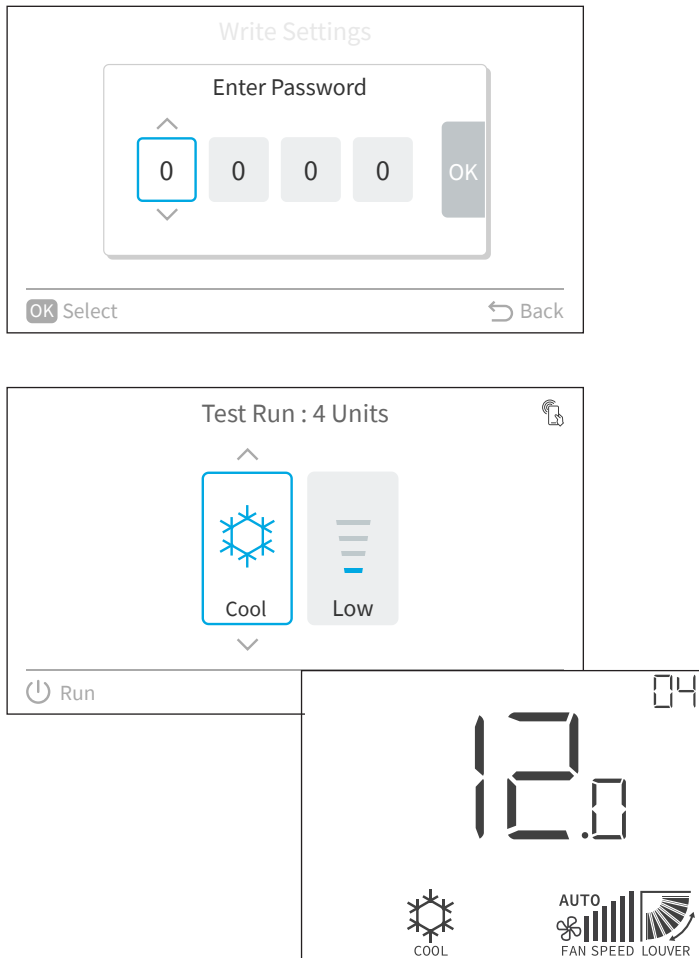 Write Settings
Enter Password
0 0 0 0 OK
OK Select Back
Test Run : 4 Units
Cool Low
Run
04
12.0
AUTO
COOL FAN SPEED LOUVER